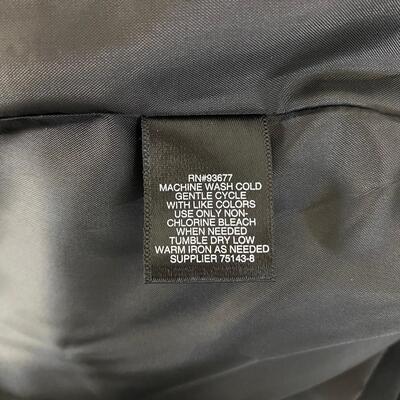 RN#93677
MACHINE WASH COLD
GENTLE CYCLE
WITH LIKE COLORS
USE ONLY NON-
CHLORINE BLEACH
WHEN NEEDED
TUMBLE DRY LOW
WARM IRON AS NEEDED
SUPPLIER 75143-8